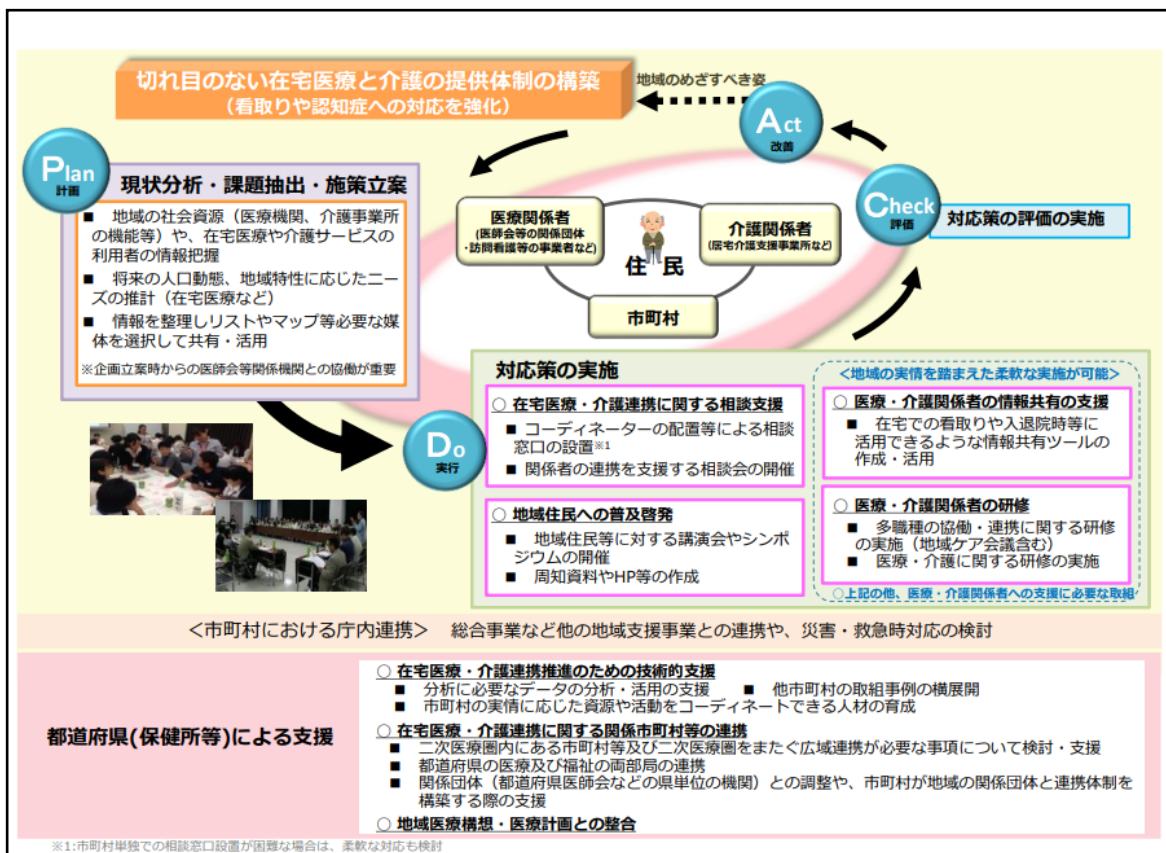 切れ目のない在宅医療と介護の提供体制の構築
（看取りや認知症への対応を強化）
地域のめざすべき姿
Act
改善
Plan
計画
現状分析・課題抽出・施策立案
■ 地域の社会資源（医療機関、介護事業所
の機能等）や、在宅医療や介護サービスの
利用者の情報把握
■ 将来の人口動態、地域特性に応じたニー
ズの推計（在宅医療など）
■ 情報を整理しリストやマップ等必要な媒
体を選択して共有・活用
※企画立案時からの医師会等関係機関との協働が重要
医療関係者
(医師会等の関係団体
・訪問看護等の事業者など)
介護関係者
(居宅介護支援事業所など)
住民
市町村
Check
評価
対応策の評価の実施
Do
実行
対応策の実施
○ 在宅医療・介護連携に関する相談支援
■ コーディネーターの配置等による相談
窓口の設置※1
■ 関係者の連携を支援する相談会の開催
○ 地域住民への普及啓発
■ 地域住民等に対する講演会やシンポ
ジウムの開催
■ 周知資料やHP等の作成
＜地域の実情を踏まえた柔軟な実施が可能＞
○ 医療・介護関係者の情報共有の支援
■ 在宅での看取りや入退院時等に
活用できるような情報共有ツールの
作成・活用
○ 医療・介護関係者の研修
■ 多職種の協働・連携に関する研修
の実施（地域ケア会議含む）
■ 医療・介護に関する研修の実施
○上記の他、医療・介護関係者への支援に必要な取組
＜市町村における庁内連携＞ 総合事業など他の地域支援事業との連携や、災害・救急時対応の検討
都道府県(保健所等)による支援
○ 在宅医療・介護連携推進のための技術的支援
■ 分析に必要なデータの分析・活用の支援 ■ 他市町村の取組事例の横展開
■ 市町村の実情に応じた資源や活動をコーディネートできる人材の育成
○ 在宅医療・介護連携に関する関係市町村等の連携
■ 二次医療圏内にある市町村等及び二次医療圏をまたぐ広域連携が必要な事項について検討・支援
■ 都道府県の医療及び福祉の両部局の連携
■ 関係団体（都道府県医師会などの県単位の機関）との調整や、市町村が地域の関係団体と連携体制を
構築する際の支援
○ 地域医療構想・医療計画との整合
※1:市町村単独での相談窓口設置が困難な場合は、柔軟な対応も検討